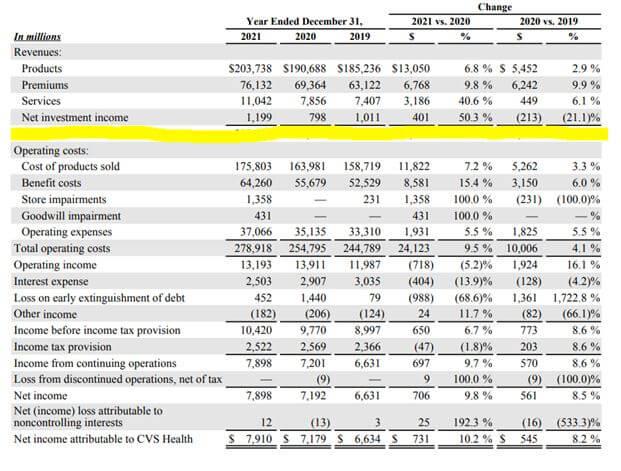 Change
Year Ended December 31, 2021 vs. 2020 2020 vs. 2019
In millions 2021 2020 2019 $ % $ %
Revenues:
Products $203,738 $190,688 $185,236 $13,050 6.8 % $ 5,452 2.9 %
Premiums 76,132 69,364 63,122 6,768 9.8 % 6,242 9.9 %
Services 11,042 7,856 7,407 3,186 40.6 % 449 6.1 %
Net investment income 1,199 798 1,011 401 50.3 % (213) (21.1)%
Operating costs:
Cost of products sold 175,803 163,981 158,719 11,822 7.2 % 5,262 3.3 %
Benefit costs 64,260 55,679 52,529 8,581 15.4 % 3,150 6.0 %
Store impairments 1,358 — 231 1,358 100.0 % (231) (100.0)%
Goodwill impairment 431 — — 431 100.0 % — — %
Operating expenses 37,066 35,135 33,310 1,931 5.5 % 1,825 5.5 %
Total operating costs 278,918 254,795 244,789 24,123 9.5 % 10,006 4.1 %
Operating income 13,193 13,911 11,987 (718) (5.2)% 1,924 16.1 %
Interest expense 2,503 2,907 3,035 (404) (13.9)% (128) (4.2)%
Loss on early extinguishment of debt 452 1,440 79 (988) (68.6)% 1,361 1,722.8 %
Other income (182) (206) (124) 24 11.7 % (82) (66.1)%
Income before income tax provision 10,420 9,770 8,997 650 6.7 % 773 8.6 %
Income tax provision 2,522 2,569 2,366 (47) (1.8)% 203 8.6 %
Income from continuing operations 7,898 7,201 6,631 697 9.7 % 570 8.6 %
Loss from discontinued operations, net of tax — (9) — 9 100.0 % (9) (100.0)%
Net income 7,898 7,192 6,631 706 9.8 % 561 8.5 %
Net (income) loss attributable to
noncontrolling interests 12 (13) 3 25 192.3 % (16) (533.3)%
Net income attributable to CVS Health $ 7,910 $ 7,179 $ 6,634 $ 731 10.2 % $ 545 8.2 %